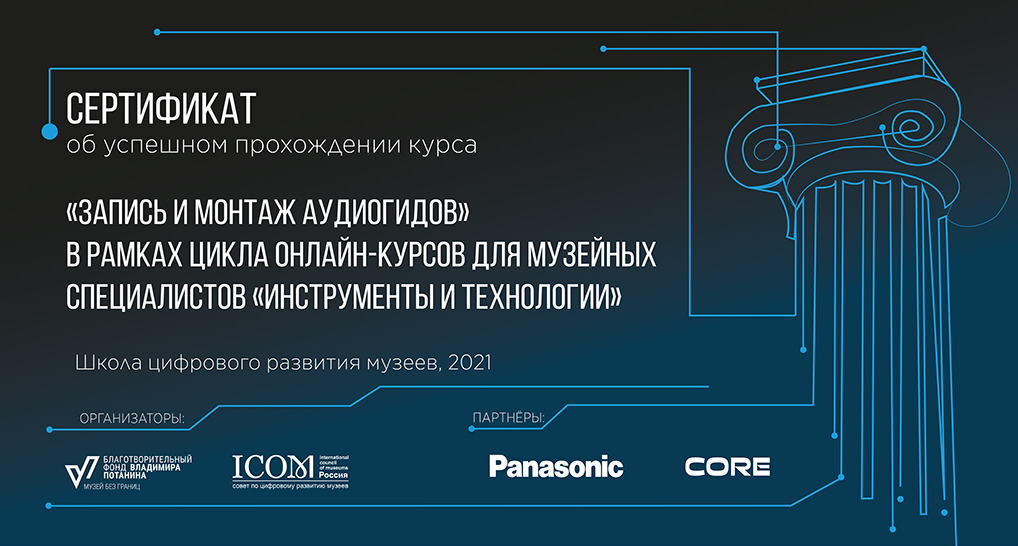 СЕРТИФИКАТ
об успешном прохождении курса
«ЗАПИСЬ И МОНТАЖ АУДИОГИДОВ»
В РАМКАХ ЦИКЛА ОНЛАЙН-КУРСОВ ДЛЯ МУЗЕЙНЫХ
СПЕЦИАЛИСТОВ «ИНСТРУМЕНТЫ И ТЕХНОЛОГИИ»
Школа цифрового развития музеев, 2021
ОРГАНИЗАТОРЫ:
БЛАГОТВОРИТЕЛЬНЫЙ
ФОНД ВЛАДИМИРА
ПОТАНИНА
МУЗЕЙ БЕЗ ГРАНИЦ
ICOM
international
council
of museums
Россия
совет по цифровому развитию музеев
ПАРТНЁРЫ:
Panasonic
CORE